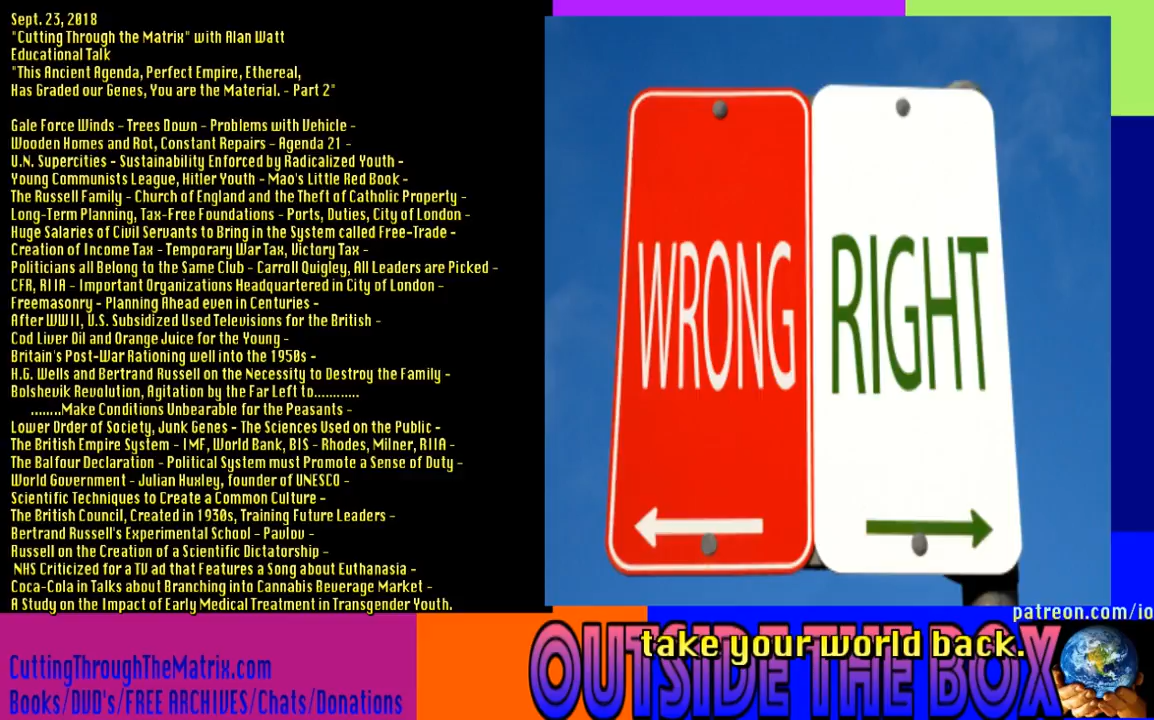 Sept. 23, 2018
"Cutting Through the Matrix" with Alan Watt
Educational Talk
"This Ancient Agenda, Perfect Empire, Ethereal,
Has Graded our Genes, You are the Material. - Part 2"
Gale Force Winds - Trees Down - Problems with Vehicle -
Wooden Homes and Rot, Constant Repairs - Agenda 21 -
U.N. Supercities - Sustainability Enforced by Radicalized Youth -
Young Communists League, Hitler Youth - Mao's Little Red Book -
The Russell Family - Church of England and the Theft of Catholic Property -
Long-Term Planning, Tax-Free Foundations - Ports, Duties, City of London -
Huge Salaries of Civil Servants to Bring in the System called Free-Trade -
Creation of Income Tax - Temporary War Tax, Victory Tax -
Politicians all Belong to the Same Club - Carroll Quigley, All Leaders are Picked -
CFR, RIIA - Important Organizations Headquartered in City of London -
Freemasonry - Planning Ahead even in Centuries -
After WWII, U.S. Subsidized Used Televisions for the British -
Cod Liver Oil and Orange Juice for the Young -
Britain's Post-War Rationing well into the 1950s -
H.G. Wells and Bertrand Russell on the Necessity to Destroy the Family -
Bolshevik Revolution, Agitation by the Far Left to............
........Make Conditions Unbearable for the Peasants -
Lower Order of Society, Junk Genes - The Sciences Used on the Public -
The British Empire System - IMF, World Bank, BIS - Rhodes, Milner, RIIA -
The Balfour Declaration - Political System must Promote a Sense of Duty -
World Government - Julian Huxley, founder of UNESCO -
Scientific Techniques to Create a Common Culture -
The British Council, Created in 1930s, Training Future Leaders -
Bertrand Russell's Experimental School - Pavlov -
Russell on the Creation of a Scientific Dictatorship -
NHS Criticized for a TV ad that Features a Song about Euthanasia -
Coca-Cola in Talks about Branching into Cannabis Beverage Market -
A Study on the Impact of Early Medical Treatment in Transgender Youth.
WRONG
RIGHT
patreon.com/io
take your world back.
OUTSIDE THE BOX
CuttingThroughTheMatrix.com
Books/DVD's/FREE ARCHIVES/Chats/Donations